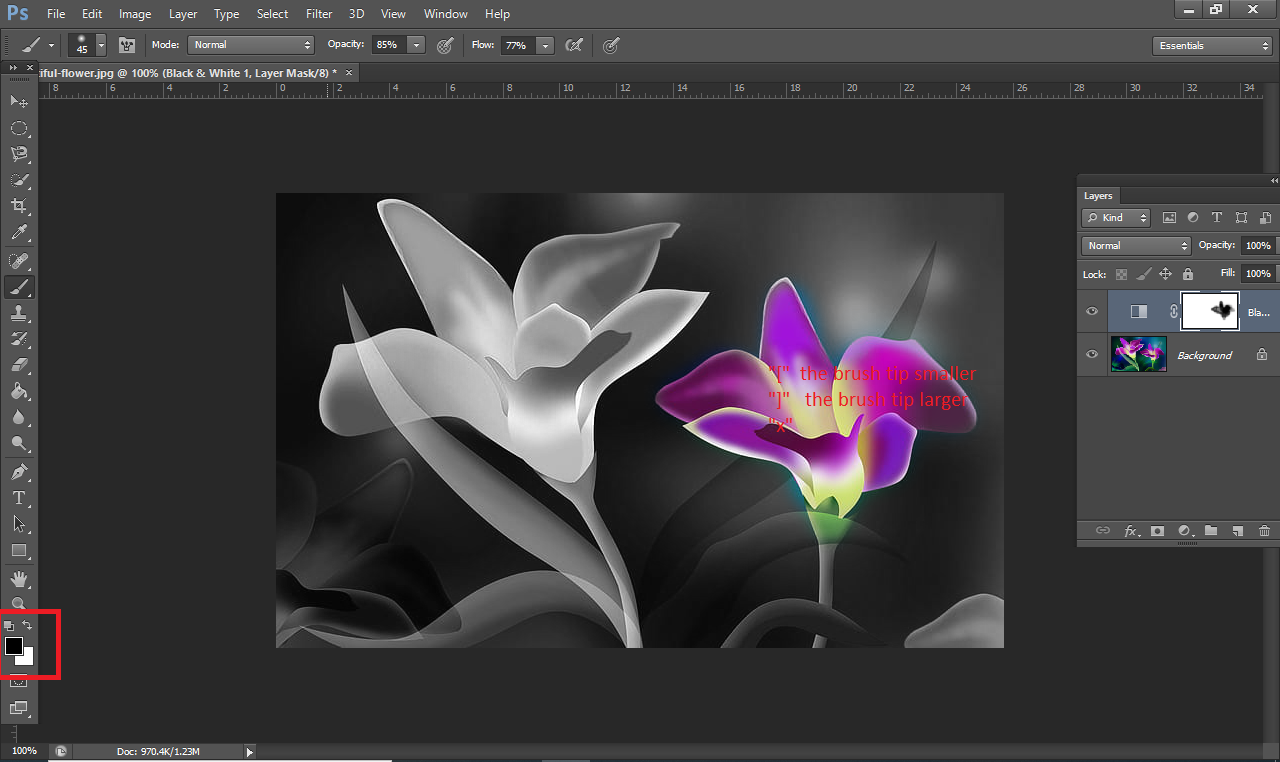 Ps File Edit Image Layer Type Select Filter 3D View Window Help
45 Mode: Normal Opacity: 85% Flow: 77% Essentials
iful-flower.jpg @ 100% (Black & White 1, Layer Mask/8) * ×
8 6 4 2 0 2 4 6 8 10 12 14 16 18 20 22 24 26 28 30 32 34
Layers
Kind
Normal Opacity: 100%
Lock: Fill: 100%
Bla...
Background
"[" the brush tip smaller
"]" the brush tip larger
"x"
T
fx
100% Doc: 970.4K/1.23M